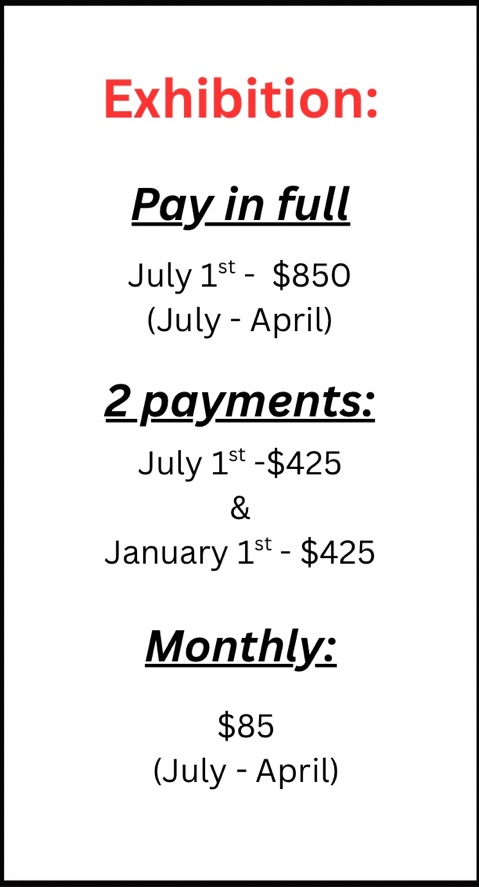 Exhibition:
Pay in full
July 1st -  $850
(July - April)
2 payments:
July 1st -$425
&
January 1st - $425
Monthly:
$85
(July - April)